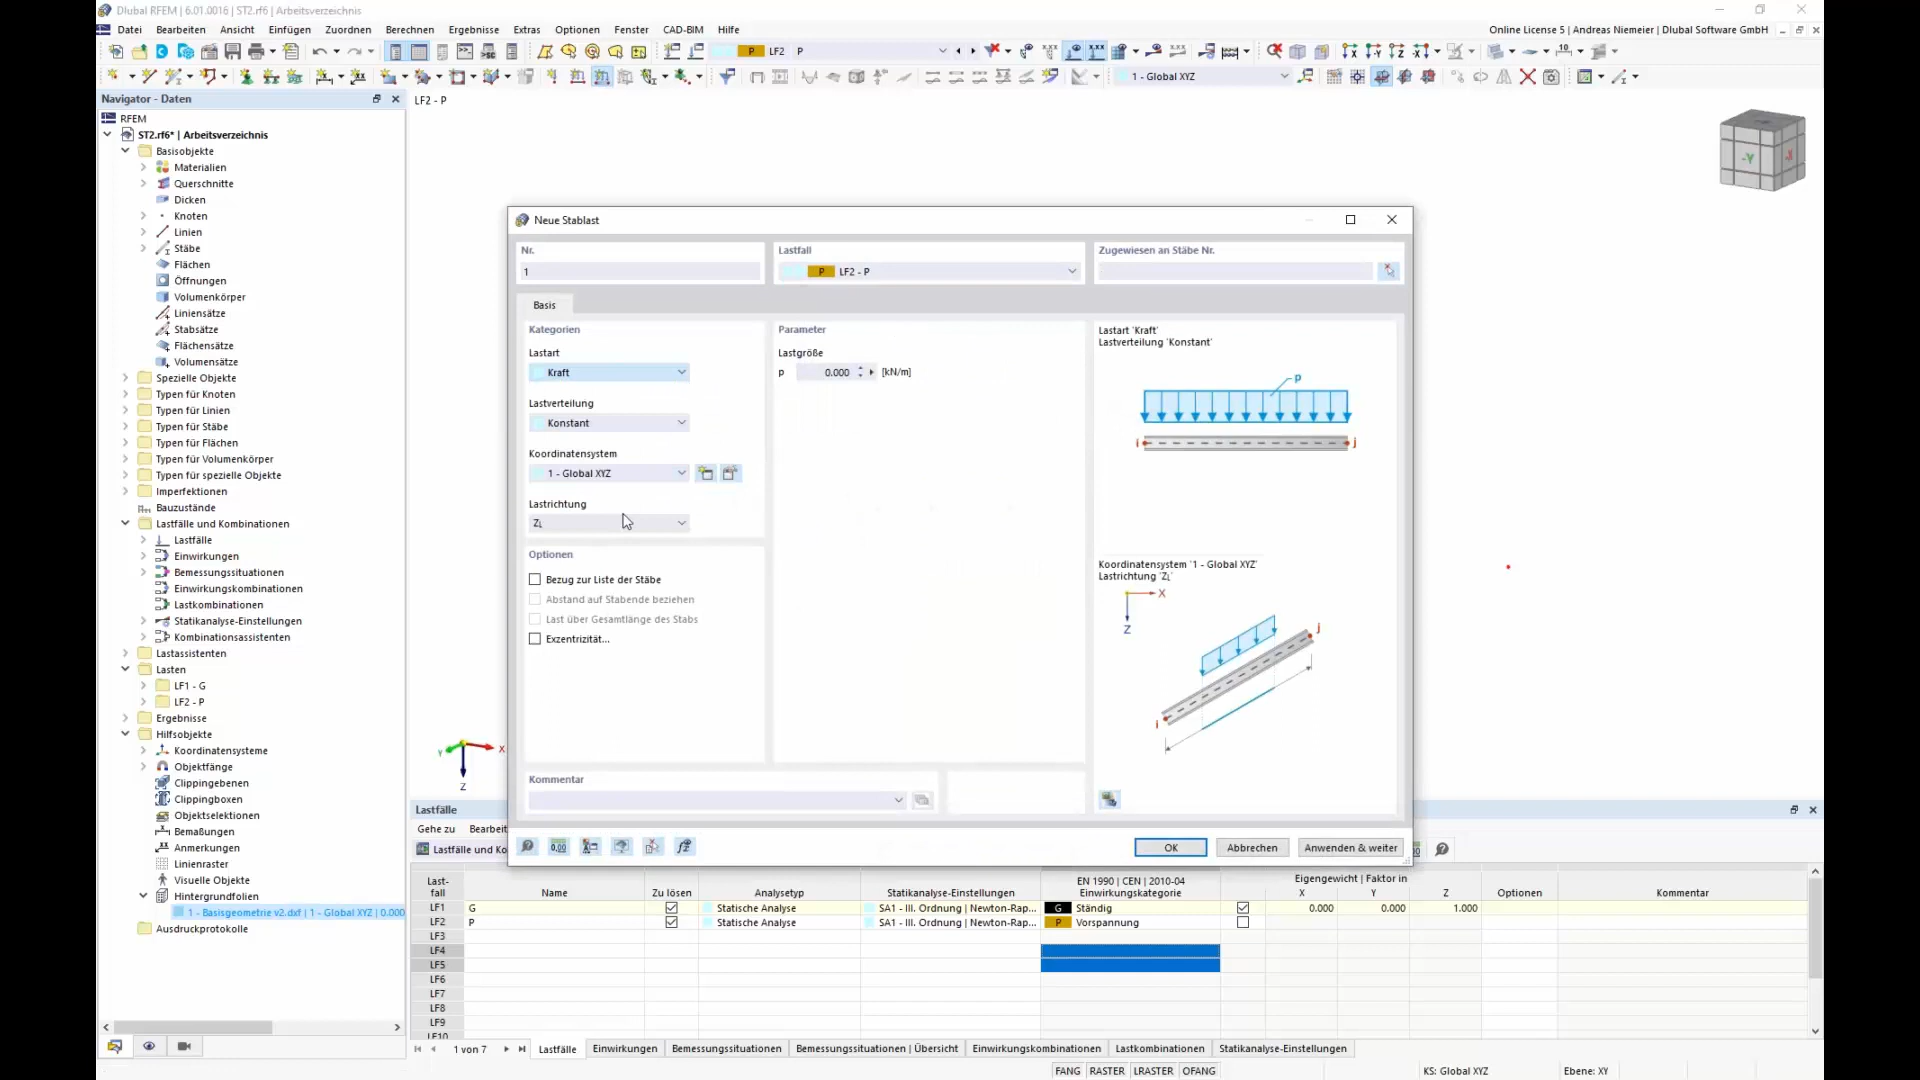 Dlubal RFEM | 6.01.0016 | ST2.rf6 | Arbeitsverzeichnis
Datei Bearbeiten Ansicht Einfügen Zuordnen Berechnen Ergebnisse Extras Optionen Fenster CAD-BIM Hilfe
Online License 5 | Andreas Niemeier | Dlubal Software GmbH
P LF2 P
1 - Global XYZ
Navigator - Daten
LF2 - P
RFEM
ST2.rf6* | Arbeitsverzeichnis
Basisobjekte
Materialien
Querschnitte
Dicken
Knoten
Linien
Stäbe
Flächen
Öffnungen
Volumenkörper
Liniensätze
Stabsätze
Flächensätze
Volumensätze
Spezielle Objekte
Typen für Knoten
Typen für Linien
Typen für Stäbe
Typen für Flächen
Typen für Volumenkörper
Typen für spezielle Objekte
Imperfektionen
Bauzustände
Lastfälle und Kombinationen
Lastfälle
Einwirkungen
Bemessungssituationen
Einwirkungskombinationen
Lastkombinationen
Statikanalyse-Einstellungen
Kombinationsassistenten
Lastassistenten
Lasten
LF1 - G
LF2 - P
Ergebnisse
Hilfsobjekte
Koordinatensysteme
Objektfänge
Clippingebenen
Clippingboxen
Objektselektionen
Bemaßungen
Anmerkungen
Linienraster
Visuelle Objekte
Hintergrundfolien
1 - Basisgeometrie v2.dxf | 1 - Global XYZ | 0.000
Ausdruckprotokolle
-Y -X
Y X
Z
Neue Stablast
Nr.
1
Lastfall
P LF2 - P
Zugewiesen an Stäbe Nr.
Basis
Kategorien
Lastart
Kraft
Lastverteilung
Konstant
Koordinatensystem
1 - Global XYZ
Lastrichtung
ZL
Optionen
Bezug zur Liste der Stäbe
Abstand auf Stabende beziehen
Last über Gesamtlänge des Stabs
Exzentrizität...
Parameter
Lastgröße
p 0.000 [kN/m]
Lastart 'Kraft'
Lastverteilung 'Konstant'
p
i j
Koordinatensystem '1 - Global XYZ'
Lastrichtung 'ZL'
X
Z
j
i
Kommentar
OK Abbrechen Anwenden & weiter
Lastfälle
Gehe zu Bearbeit
Lastfälle und Ko
Last-
fall Name Zu lösen Analysetyp Statikanalyse-Einstellungen
EN 1990 | CEN | 2010-04
Einwirkungskategorie
Eigengewicht | Faktor in
X Y Z
Optionen Kommentar
LF1 G Statische Analyse SA1 - III. Ordnung | Newton-Rap... G Ständig 0.000 0.000 1.000
LF2 P Statische Analyse SA1 - III. Ordnung | Newton-Rap... P Vorspannung
LF3
LF4
LF5
LF6
LF7
LF8
LF9
LF10
1 von 7 Lastfälle Einwirkungen Bemessungssituationen Bemessungssituationen | Übersicht Einwirkungskombinationen Lastkombinationen Statikanalyse-Einstellungen
FANG RASTER LRASTER OFANG KS: Global XYZ Ebene: XY